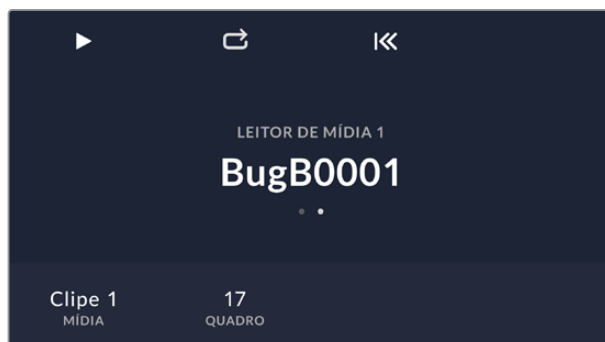 LEITOR DE MÍDIA 1
BugB0001
Clipe 1
MÍDIA
17
QUADRO